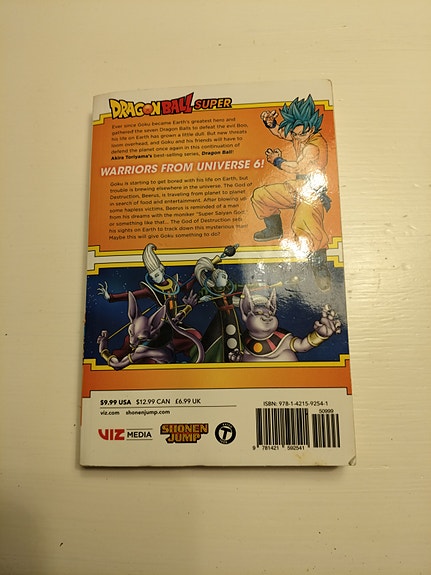 DRAGON BALL SUPER
Ever since Goku became Earth's greatest hero and
gathered the seven Dragon Balls to defeat the evil Boo,
his life on Earth has grown a little dull. But new threats
loom overhead, and Goku and his friends will have to
defend the planet once again in this continuation of
Akira Toriyama's best-selling series, Dragon Ball!
WARRIORS FROM UNIVERSE 6!
Goku is starting to get bored with his life on Earth, but
trouble is brewing elsewhere in the universe. The God of
Destruction, Beerus, is traveling from planet to planet
in search of food and entertainment. After blowing up
some hapless victims, Beerus is reminded of a man
from his dreams with the moniker "Super Saiyan God"
or something like that... The God of Destruction sets
his sights on Earth to track down this mysterious man!
Maybe this will give Goku something to do?
$9.99 USA $12.99 CAN £6.99 UK
viz.com shonenjump.com
VIZ MEDIA
SHONEN
JUMP
T
ISBN: 978-1-4215-9254-1
50999
9 781421 592541